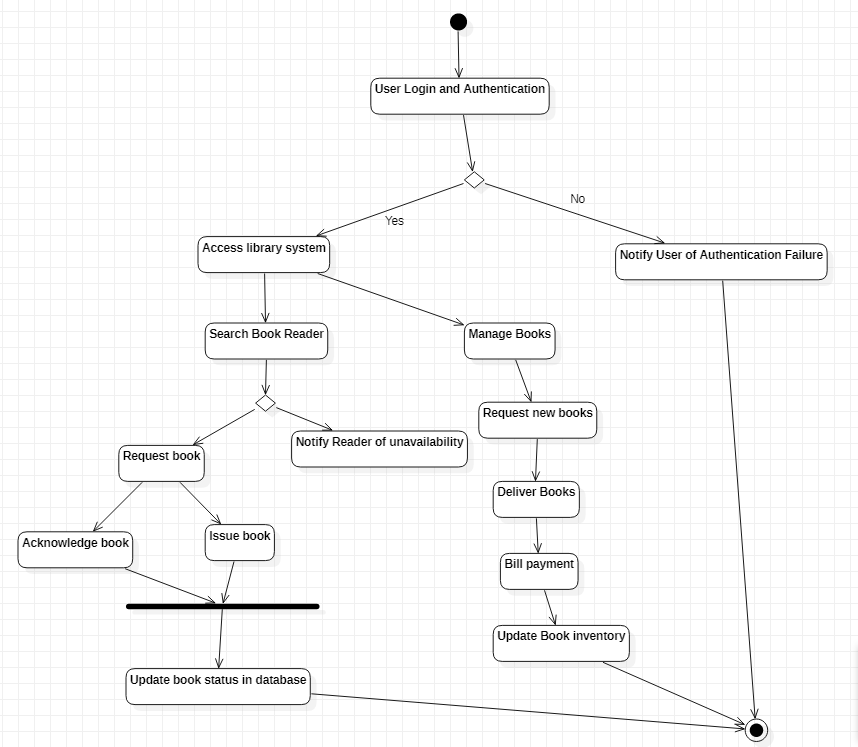 User Login and Authentication
No
Yes
Access library system
Notify User of Authentication Failure
Search Book Reader
Manage Books
Request new books
Notify Reader of unavailability
Request book
Deliver Books
Issue book
Acknowledge book
Bill payment
Update Book inventory
Update book status in database